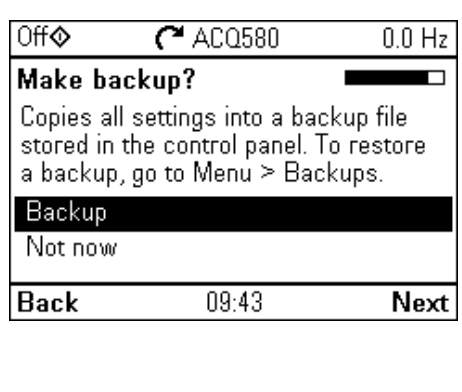 Off ACQ580 0.0 Hz
Make backup?
Copies all settings into a backup file
stored in the control panel. To restore
a backup, go to Menu > Backups.
Backup
Not now
Back 09:43 Next